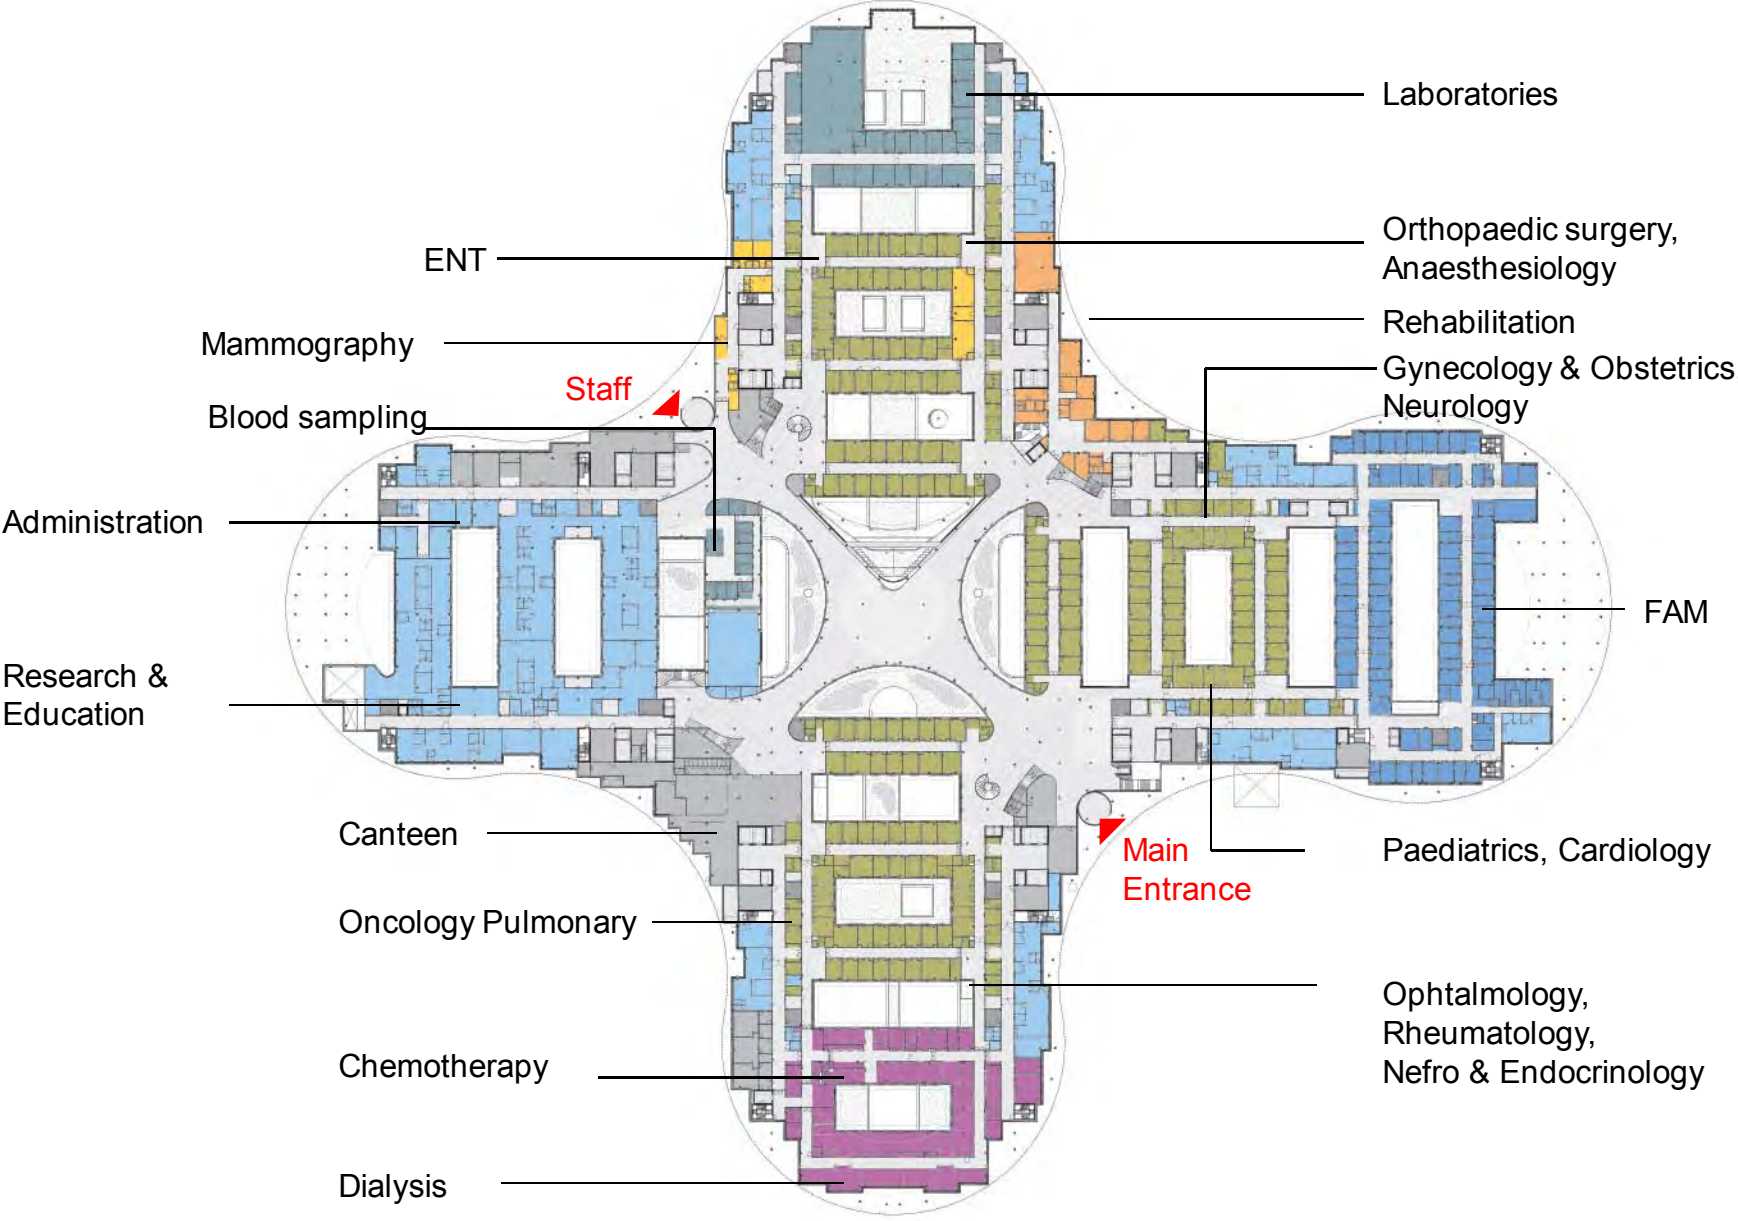 Laboratories
Orthopaedic surgery,
Anaesthesiology
ENT
Rehabilitation
Mammography
Gynecology & Obstetrics
Neurology
Staff
Blood sampling
Administration
FAM
Research &
Education
Canteen
Main
Entrance
Paediatrics, Cardiology
Oncology Pulmonary
Ophtalmology,
Rheumatology,
Nefro & Endocrinology
Chemotherapy
Dialysis